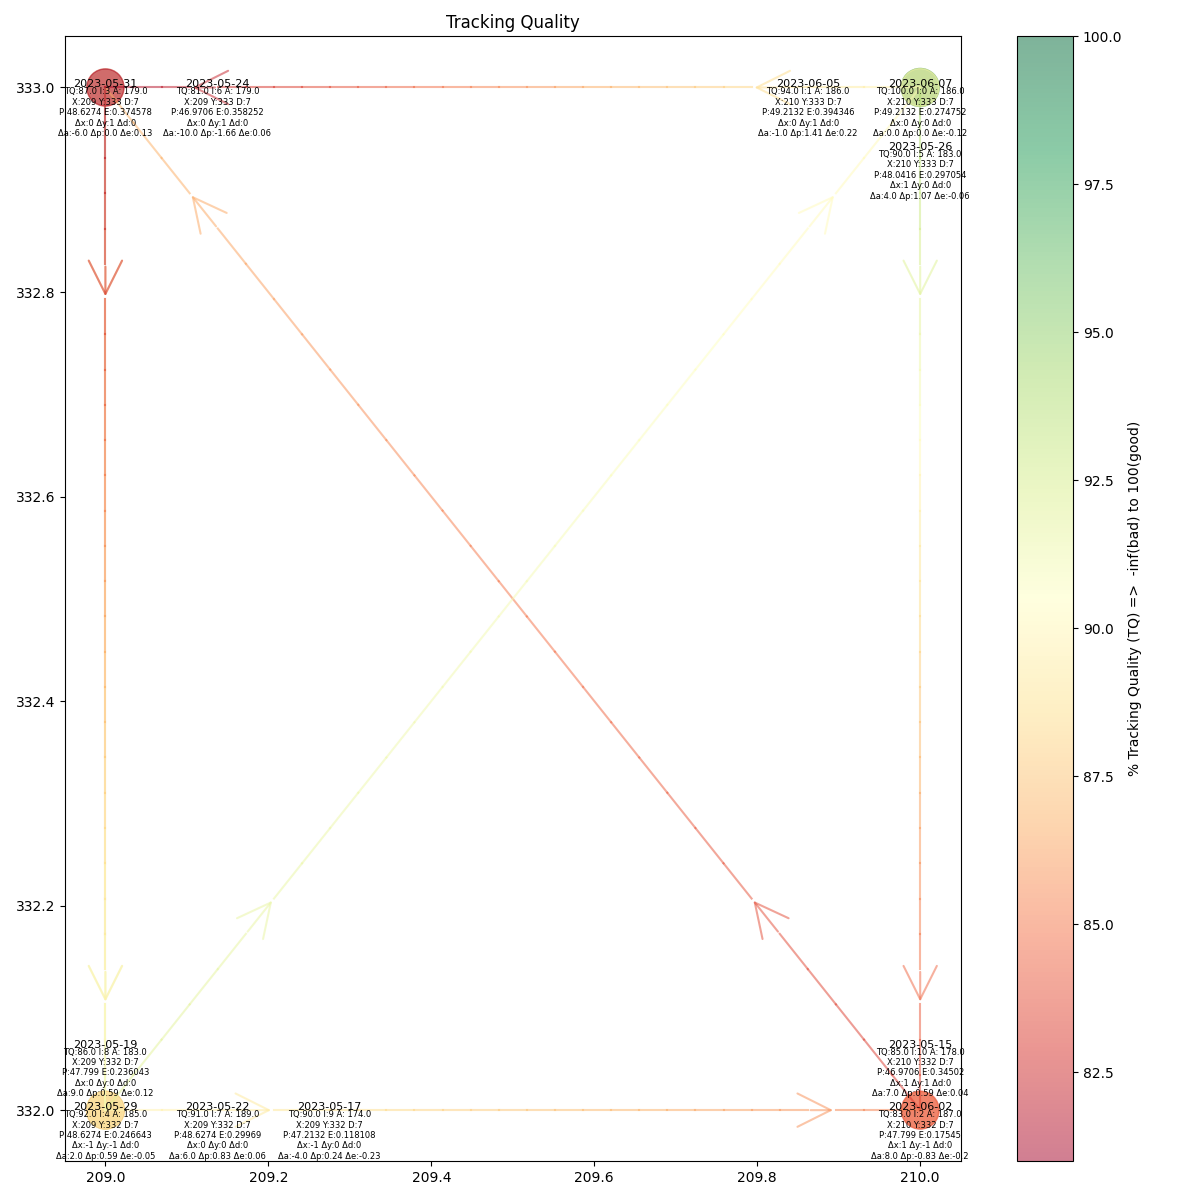 Tracking Quality
2023-05-31
TQ:87.0 I:3 A: 179.0
X:209 Y:333 D:7
P:48.6274 E:0.374578
Δx:0 Δy:1 Δd:0
Δa:-6.0 Δp:0.0 Δe:0.13
2023-05-24
TQ:81.0 I:6 A: 179.0
X:209 Y:333 D:7
P:46.9706 E:0.358252
Δx:0 Δy:1 Δd:0
Δa:-10.0 Δp:-1.66 Δe:0.06
2023-06-05
TQ:94.0 I:1 A: 186.0
X:210 Y:333 D:7
P:49.2132 E:0.394346
Δx:0 Δy:1 Δd:0
Δa:-1.0 Δp:1.41 Δe:0.22
2023-06-07
TQ:100.0 I:0 A: 186.0
X:210 Y:333 D:7
P:49.2132 E:0.274752
Δx:0 Δy:0 Δd:0
Δa:0.0 Δp:0.0 Δe:-0.12
2023-05-26
TQ:90.0 I:5 A: 183.0
X:210 Y:333 D:7
P:48.0416 E:0.297054
Δx:1 Δy:0 Δd:0
Δa:4.0 Δp:1.07 Δe:-0.06
2023-05-19
TQ:86.0 I:8 A: 183.0
X:209 Y:332 D:7
P:47.799 E:0.236043
Δx:0 Δy:0 Δd:0
Δa:9.0 Δp:0.59 Δe:0.12
2023-05-29
TQ:92.0 I:4 A: 185.0
X:209 Y:332 D:7
P:48.6274 E:0.246643
Δx:-1 Δy:-1 Δd:0
Δa:2.0 Δp:0.59 Δe:-0.05
2023-05-22
TQ:91.0 I:7 A: 189.0
X:209 Y:332 D:7
P:48.6274 E:0.29969
Δx:0 Δy:0 Δd:0
Δa:6.0 Δp:0.83 Δe:0.06
2023-05-17
TQ:90.0 I:9 A: 174.0
X:209 Y:332 D:7
P:47.2132 E:0.118108
Δx:-1 Δy:0 Δd:0
Δa:-4.0 Δp:0.24 Δe:-0.23
2023-05-15
TQ:85.0 I:10 A: 178.0
X:210 Y:332 D:7
P:46.9706 E:0.34502
Δx:1 Δy:1 Δd:0
Δa:7.0 Δp:0.59 Δe:0.04
2023-06-02
TQ:83.0 I:2 A: 187.0
X:210 Y:332 D:7
P:47.799 E:0.17545
Δx:1 Δy:-1 Δd:0
Δa:8.0 Δp:-0.83 Δe:-0.2
333.0
332.8
332.6
332.4
332.2
332.0
209.0
209.2
209.4
209.6
209.8
210.0
100.0
97.5
95.0
92.5
90.0
87.5
85.0
82.5
% Tracking Quality (TQ) => -inf(bad) to 100(good)